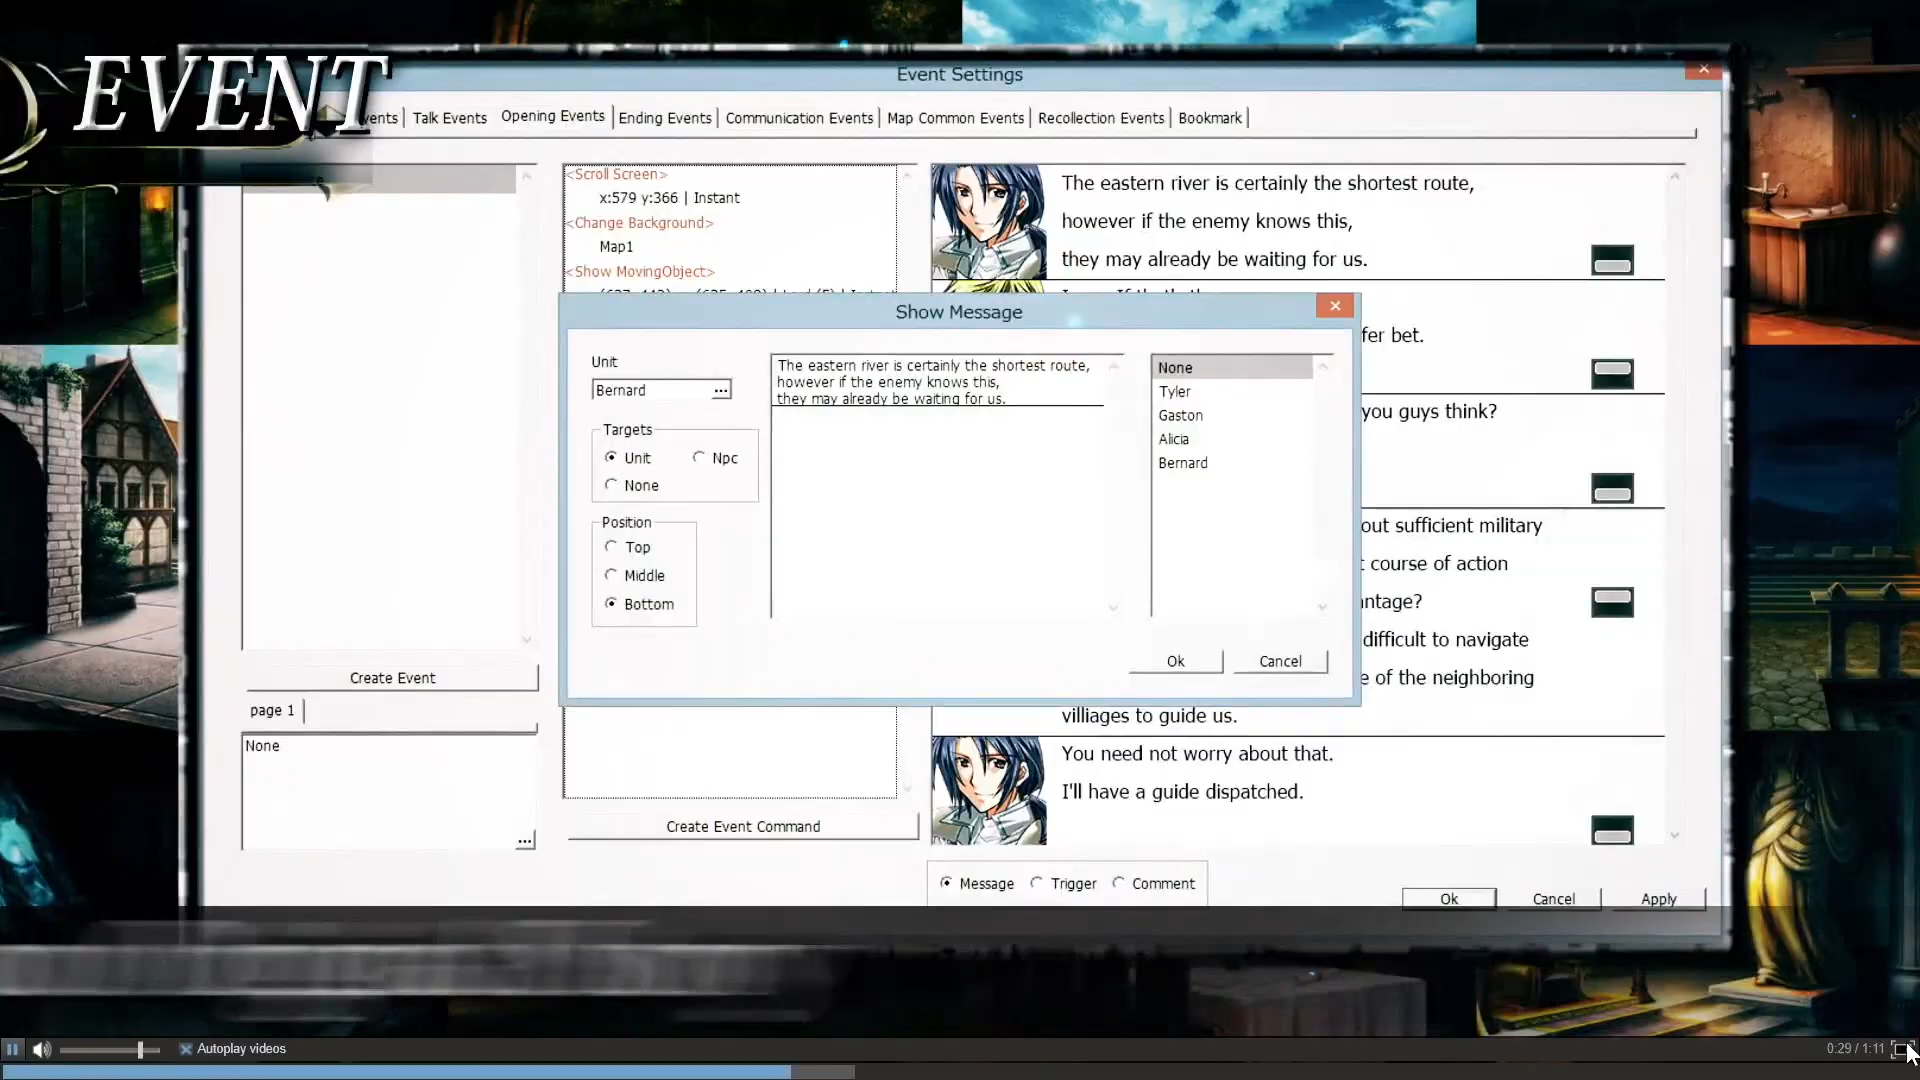 EVENT
Event Settings
vents
Talk Events
Opening Events
Ending Events
Communication Events
Map Common Events
Recollection Events
Bookmark
<Scroll Screen>
x:579 y:366 | Instant
<Change Background>
Map1
<Show MovingObject>
The eastern river is certainly the shortest route,
however if the enemy knows this,
they may already be waiting for us.
fer bet.
you guys think?
out sufficient military
course of action
ntage?
difficult to navigate
e of the neighboring
villiages to guide us.
You need not worry about that.
I'll have a guide dispatched.
Show Message
Unit
Bernard
...
Targets
Unit
Npc
None
Position
Top
Middle
Bottom
The eastern river is certainly the shortest route,
however if the enemy knows this,
they may already be waiting for us.
None
Tyler
Gaston
Alicia
Bernard
Ok
Cancel
Create Event
page 1
None
...
Create Event Command
Message
Trigger
Comment
Ok
Cancel
Apply
Autoplay videos
0:29 / 1:11